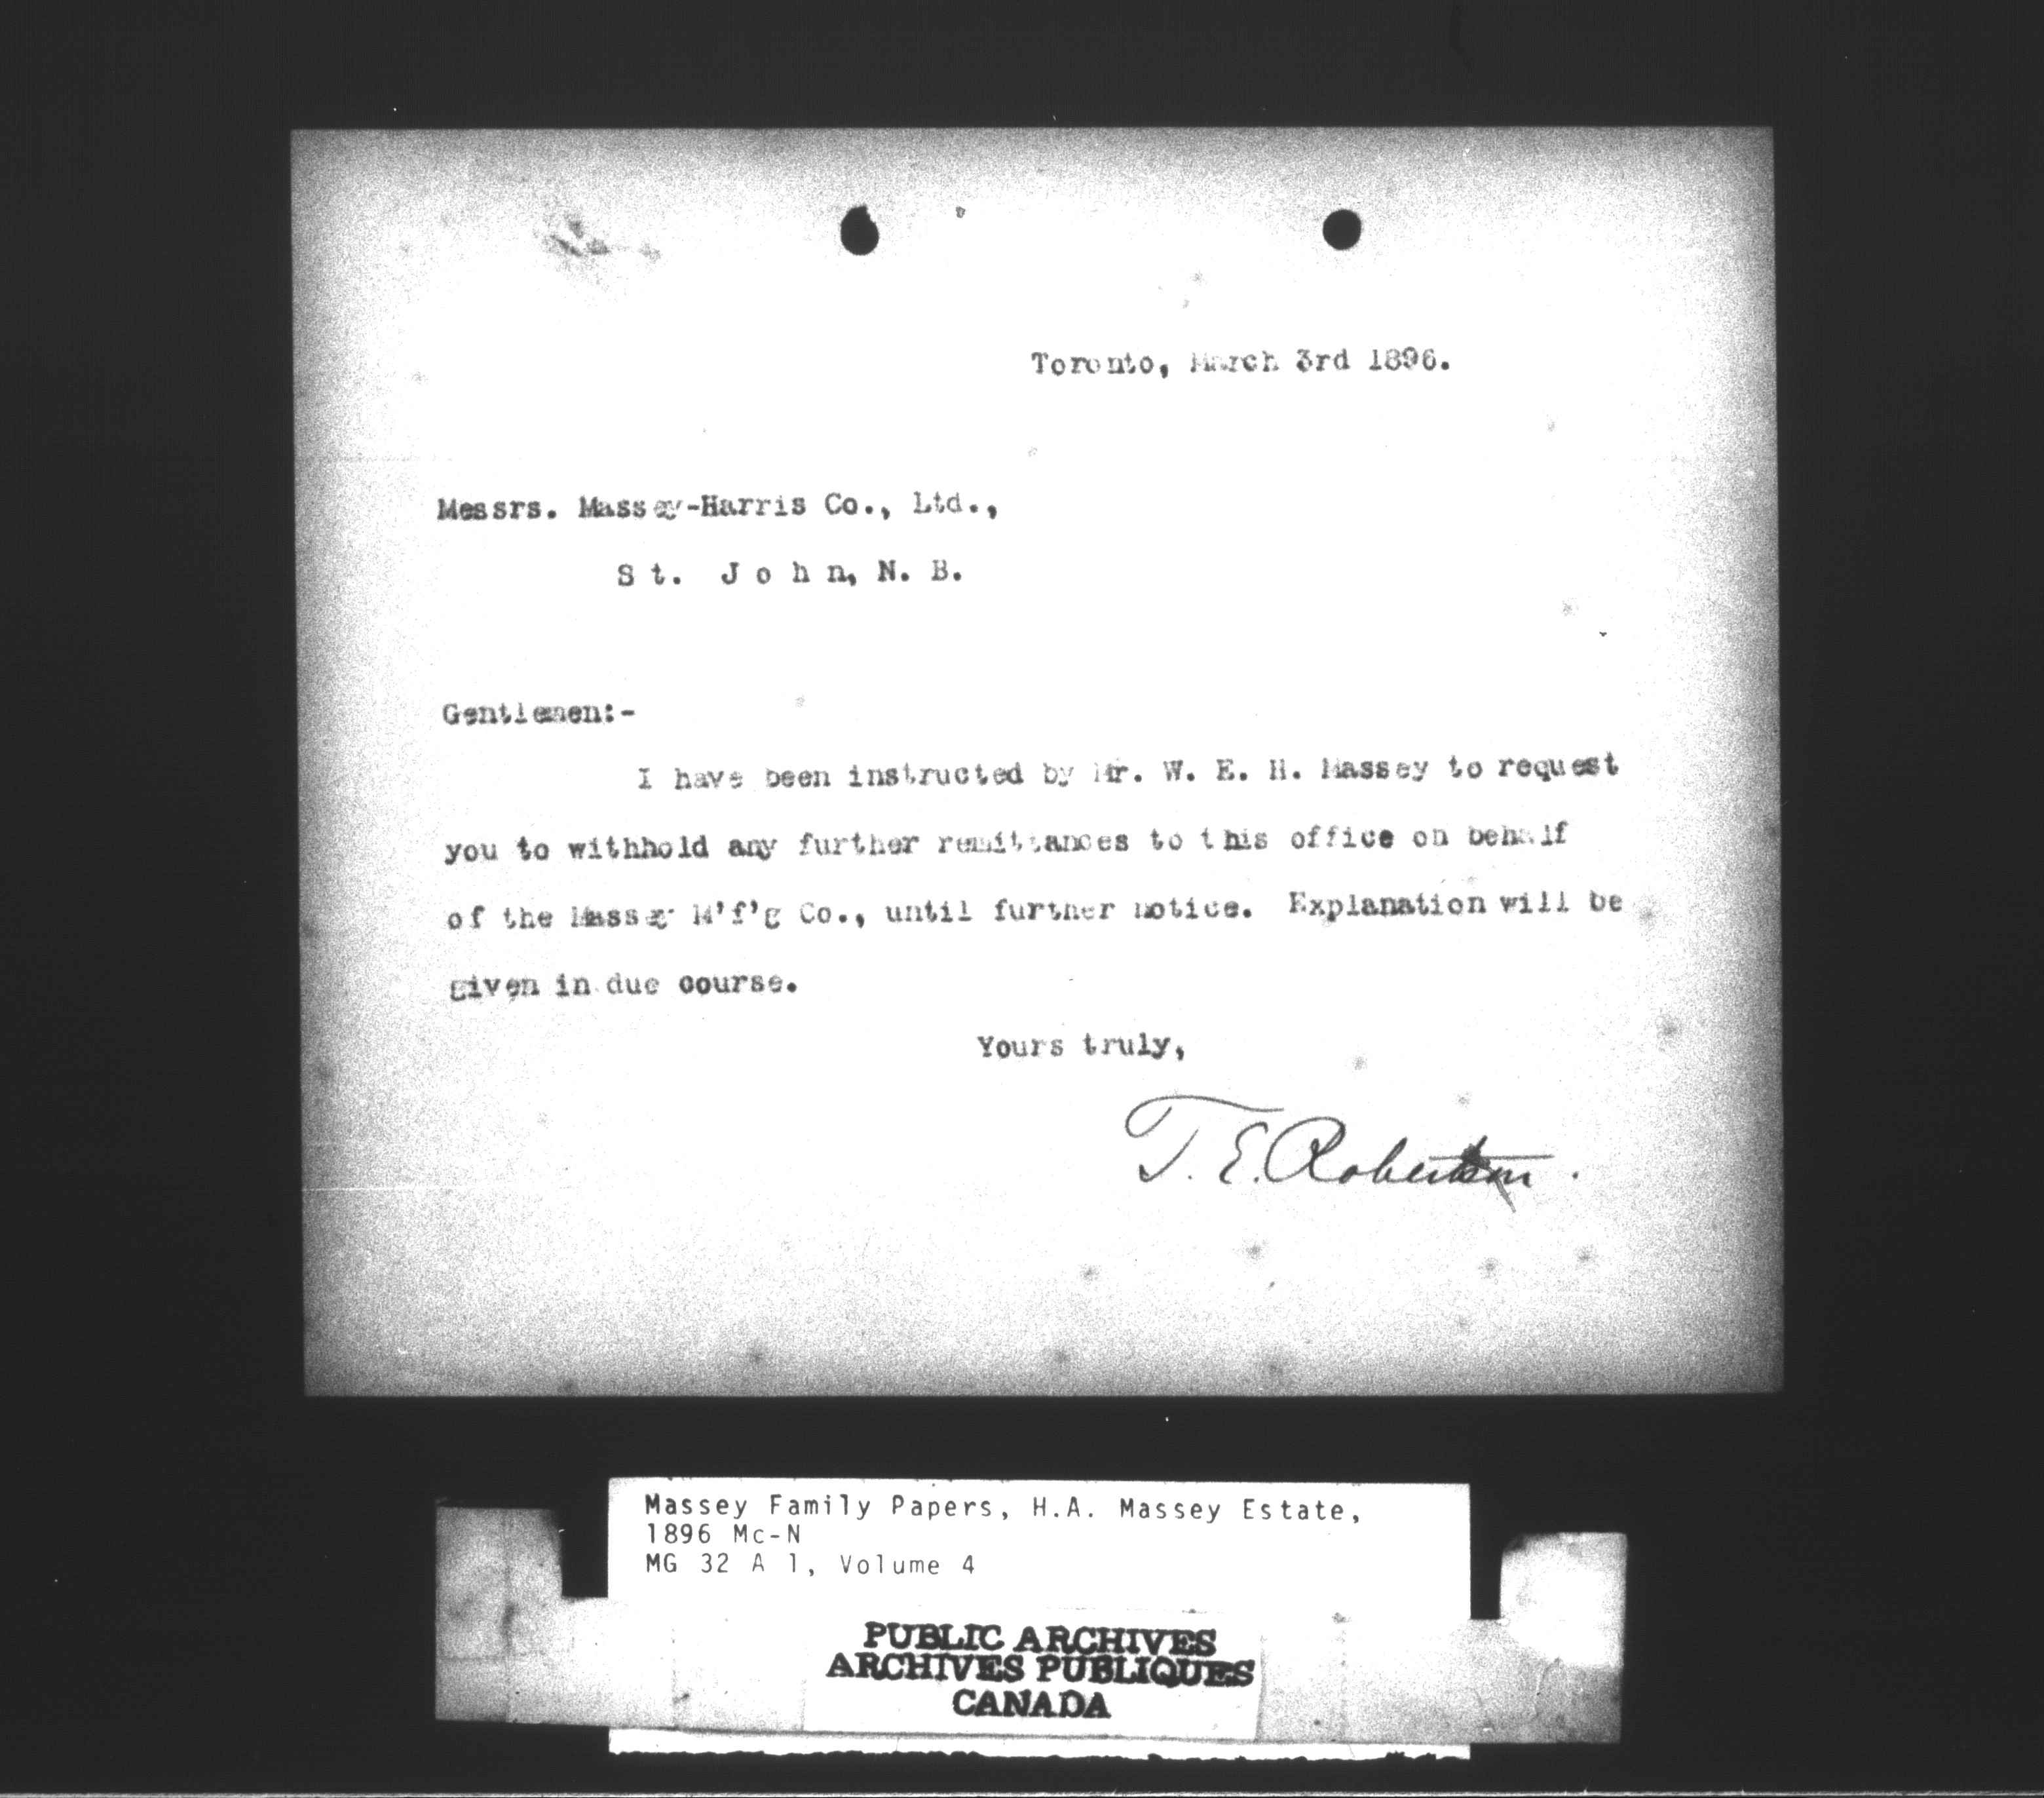 Toronto, March 3rd 1896.
Messrs. Massey-Harris Co., Ltd.,
St. John, N. B.
Gentlemen:-
I have been instructed by Mr. W. E. H. Massey to request
you to withhold any further remittances to this office on behalf
of the Massey M'f'g Co., until further notice. Explanation will be
given in due course.
Yours truly,
T. E. Robertson.
Massey Family Papers, H.A. Massey Estate,
1896 Mc-N
MG 32 A 1, Volume 4
PUBLIC ARCHIVES
ARCHIVES PUBLIQUES
CANADA